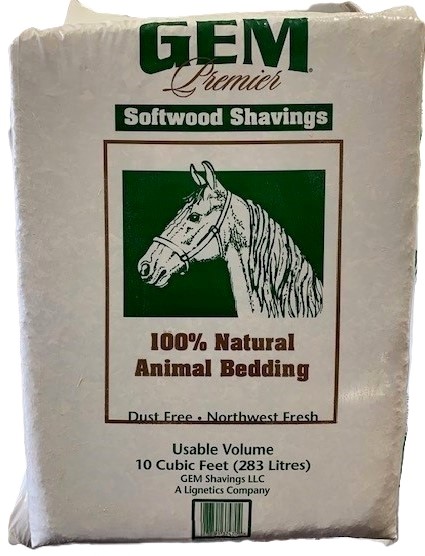 GEM®
Premier
Softwood Shavings
100% Natural
Animal Bedding
Dust Free • Northwest Fresh
Usable Volume
10 Cubic Feet (283 Litres)
GEM Shavings LLC
A Lignetics Company